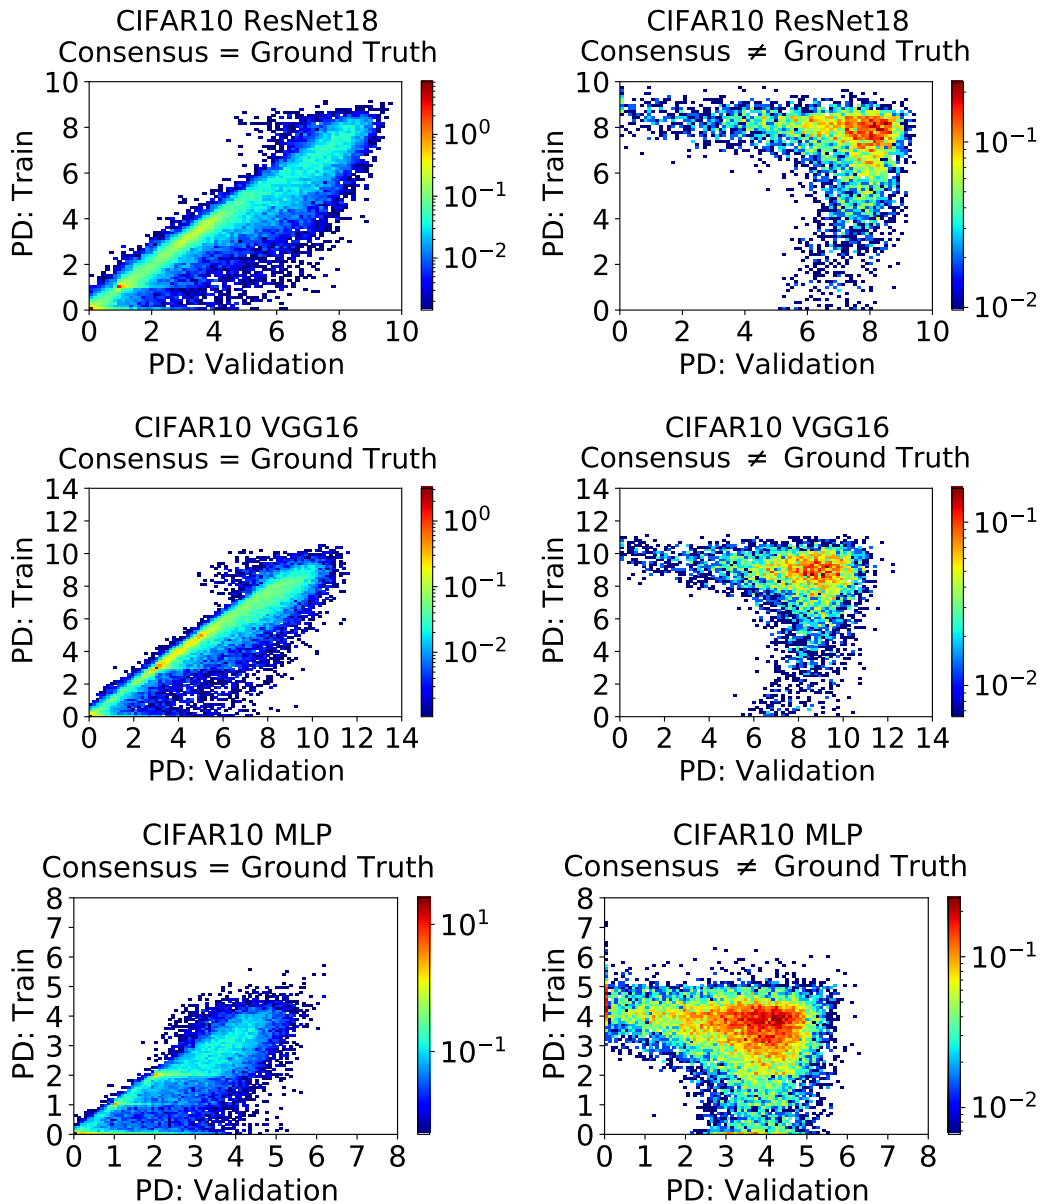 CIFAR10 ResNet18
Consensus = Ground Truth
10
8
6
4
2
0
PD: Train
0 2 4 6 8 10
PD: Validation
10^0
10^-1
10^-2
CIFAR10 ResNet18
Consensus ≠ Ground Truth
10
8
6
4
2
0
PD: Train
0 2 4 6 8 10
PD: Validation
10^-1
10^-2
CIFAR10 VGG16
Consensus = Ground Truth
14
12
10
8
6
4
2
0
PD: Train
0 2 4 6 8 10 12 14
PD: Validation
10^0
10^-1
10^-2
CIFAR10 VGG16
Consensus ≠ Ground Truth
14
12
10
8
6
4
2
0
PD: Train
0 2 4 6 8 10 12 14
PD: Validation
10^-1
10^-2
CIFAR10 MLP
Consensus = Ground Truth
8
7
6
5
4
3
2
1
0
PD: Train
0 1 2 3 4 5 6 7 8
PD: Validation
10^1
10^-1
CIFAR10 MLP
Consensus ≠ Ground Truth
8
7
6
5
4
3
2
1
0
PD: Train
0 1 2 3 4 5 6 7 8
PD: Validation
10^-1
10^-2